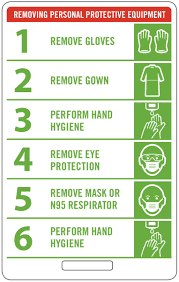 REMOVING PERSONAL PROTECTIVE EQUIPMENT
1 REMOVE GLOVES
2 REMOVE GOWN
3 PERFORM HAND
HYGIENE
4 REMOVE EYE
PROTECTION
5 REMOVE MASK OR
N95 RESPIRATOR
6 PERFORM HAND
HYGIENE